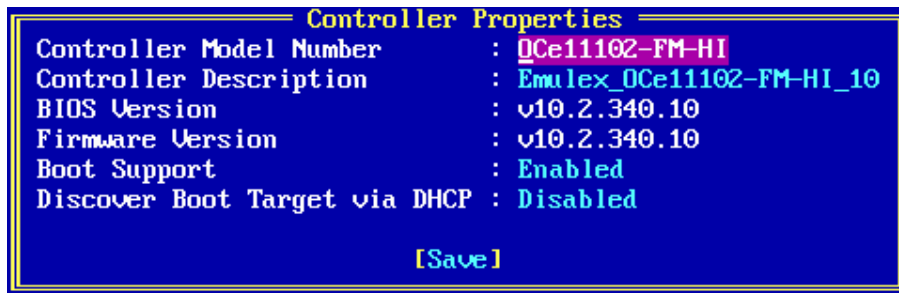 Controller Properties
Controller Model Number : OCe11102-FM-HI
Controller Description : Emulex_OCe11102-FM-HI_10
BIOS Version : v10.2.340.10
Firmware Version : v10.2.340.10
Boot Support : Enabled
Discover Boot Target via DHCP : Disabled
[Save]